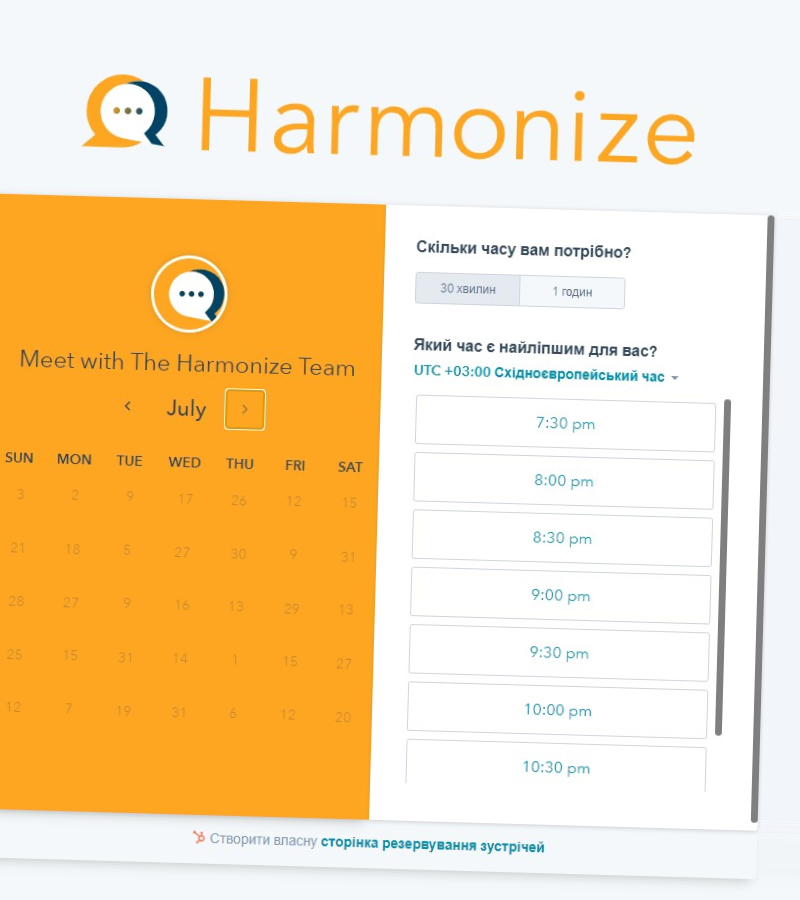 Harmonize
Meet with The Harmonize Team
July
SUN MON TUE WED THU FRI SAT
3 2 9 17 26 12 15
21 18 5 27 30 9 31
28 27 9 16 13 29 13
25 15 31 14 1 15 27
12 7 19 31 6 12 20
Скільки часу вам потрібно?
30 хвилин 1 годин
Який час є найліпшим для вас?
UTC +03:00 Східноєвропейський час
7:30 pm
8:00 pm
8:30 pm
9:00 pm
9:30 pm
10:00 pm
10:30 pm
Створити власну сторінка резервування зустрічей